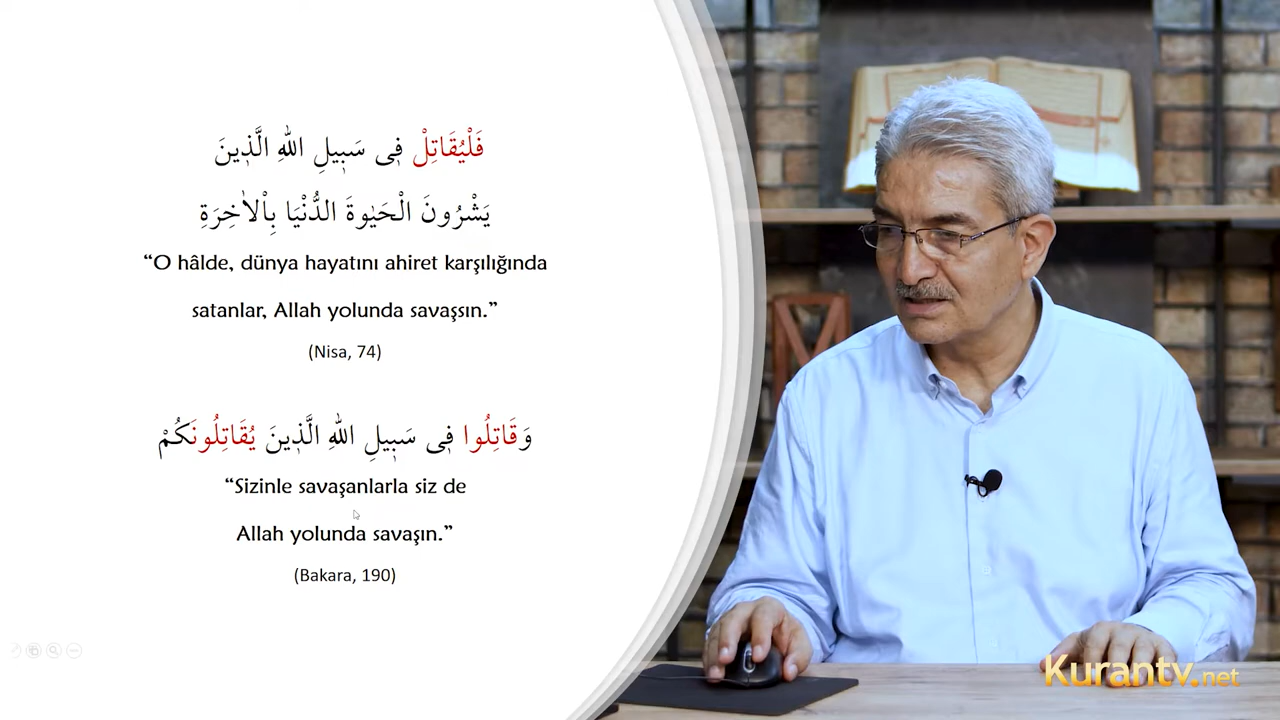 فَلْيُقَاتِلْ فٖى سَبٖيلِ اللّٰهِ الَّذٖينَ
يَشْرُونَ الْحَيٰوةَ الدُّنْيَا بِالْاٰخِرَةِ
“O hâlde, dünya hayatını ahiret karşılığında
satanlar, Allah yolunda savaşsın.”
(Nisa, 74)
وَقَاتِلُوا فٖى سَبٖيلِ اللّٰهِ الَّذٖينَ يُقَاتِلُونَكُمْ
“Sizinle savaşanlarla siz de
Allah yolunda savaşın.”
(Bakara, 190)
Kurantv.net